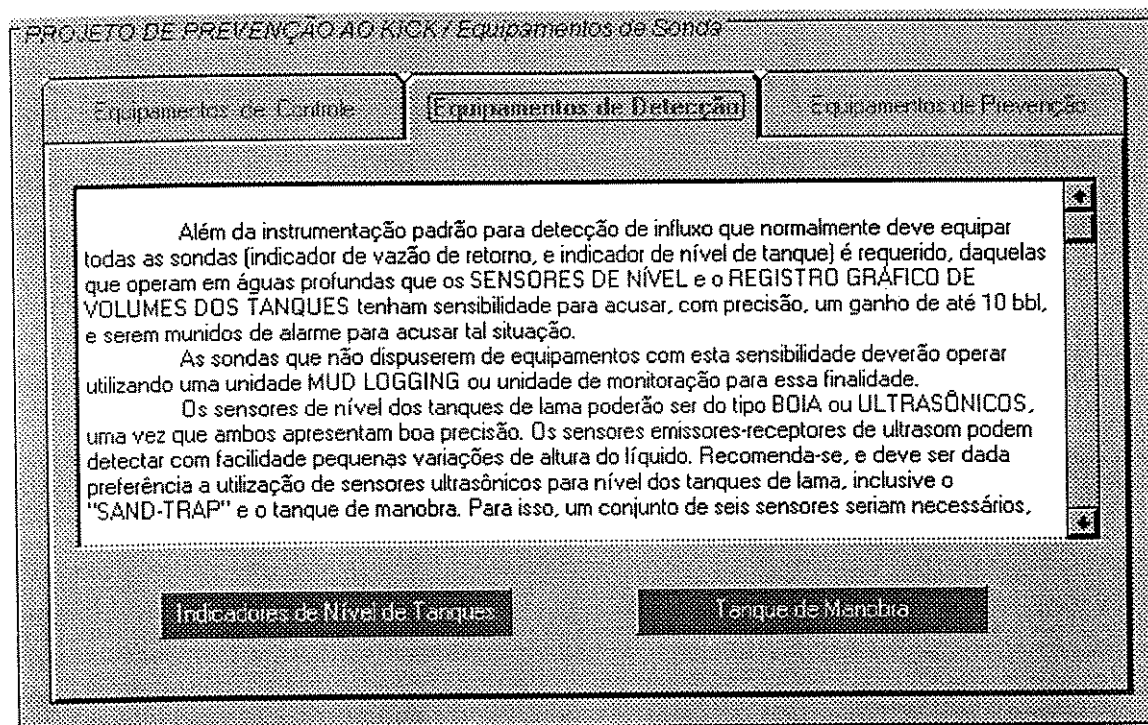 PROJETO DE PREVENÇÃO AO KICK / Equipamentos de Sonda
Equipamentos de Controle
Equipamentos de Detecção
Equipamentos de Prevenção
Além da instrumentação padrão para detecção de influxo que normalmente deve equipar
todas as sondas (indicador de vazão de retorno, e indicador de nível de tanque) é requerido, daquelas
que operam em águas profundas que os SENSORES DE NÍVEL e o REGISTRO GRÁFICO DE
VOLUMES DOS TANQUES tenham sensibilidade para acusar, com precisão, um ganho de até 10 bbl,
e serem munidos de alarme para acusar tal situação.
As sondas que não dispuserem de equipamentos com esta sensibilidade deverão operar
utilizando uma unidade MUD LOGGING ou unidade de monitoração para essa finalidade.
Os sensores de nível dos tanques de lama poderão ser do tipo BOIA ou ULTRASÔNICOS,
uma vez que ambos apresentam boa precisão. Os sensores emissores-receptores de ultrasom podem
detectar com facilidade pequenas variações de altura do líquido. Recomenda-se, e deve ser dada
preferência a utilização de sensores ultrasônicos para nível dos tanques de lama, inclusive o
"SAND-TRAP" e o tanque de manobra. Para isso, um conjunto de seis sensores seriam necessários,
Indicadores de Nível de Tanques
Tanque de Manobra